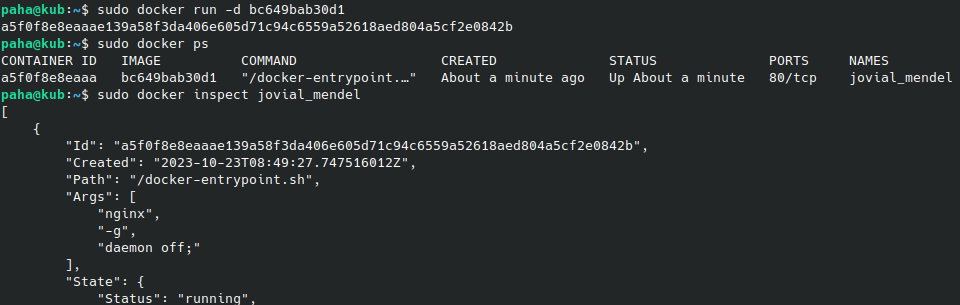 paha@kub:~$ sudo docker run -d bc649bab30d1
a5f0f8e8eaaae139a58f3da406e605d71c94c6559a52618aed804a5cf2e0842b
paha@kub:~$ sudo docker ps
CONTAINER ID   IMAGE          COMMAND                  CREATED              STATUS              PORTS     NAMES
a5f0f8e8eaaa   bc649bab30d1   "/docker-entrypoint.…"   About a minute ago   Up About a minute   80/tcp    jovial_mendel
paha@kub:~$ sudo docker inspect jovial_mendel
[
    {
        "Id": "a5f0f8e8eaaae139a58f3da406e605d71c94c6559a52618aed804a5cf2e0842b",
        "Created": "2023-10-23T08:49:27.747516012Z",
        "Path": "/docker-entrypoint.sh",
        "Args": [
            "nginx",
            "-g",
            "daemon off;"
        ],
        "State": {
            "Status": "running",